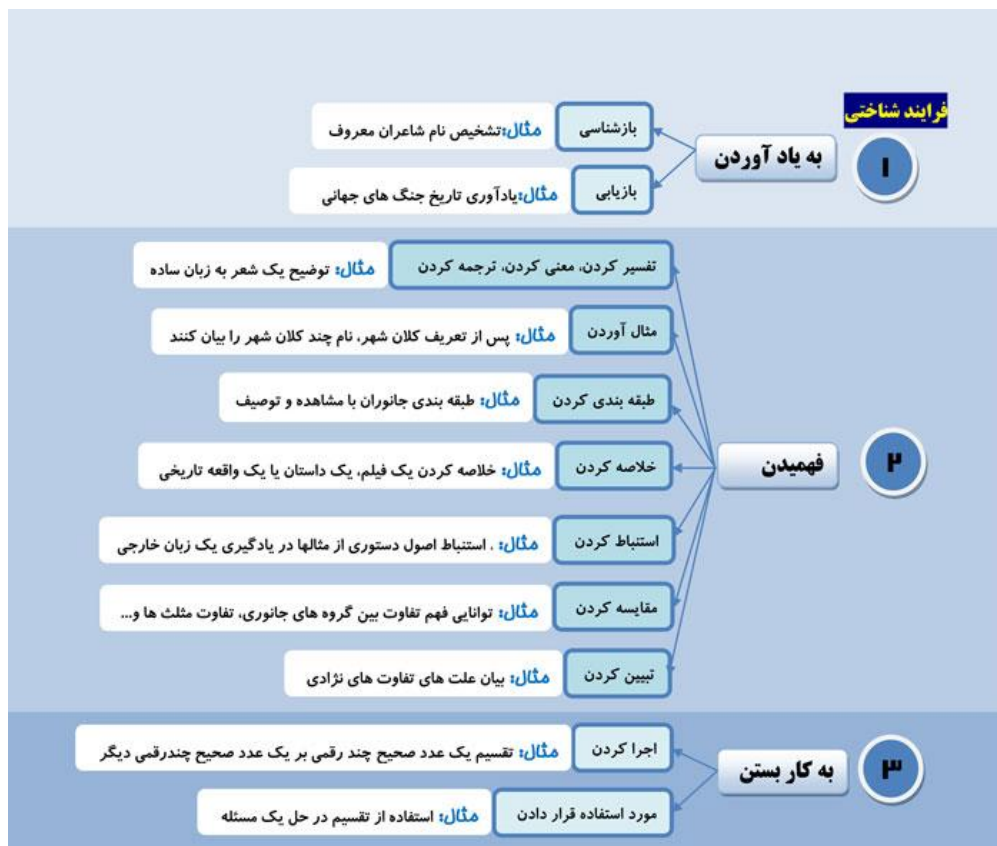 فرایند شناختی
۱
به یاد آوردن
بازشناسی
مثال:تشخیص نام شاعران معروف
بازیابی
مثال:یادآوری تاریخ جنگ های جهانی
۲
فهمیدن
تفسیر کردن، معنی کردن، ترجمه کردن
مثال: توضیح یک شعر به زبان ساده
مثال آوردن
مثال: پس از تعریف کلان شهر، نام چند کلان شهر را بیان کنند
طبقه بندی کردن
مثال: طبقه بندی جانوران با مشاهده و توصیف
خلاصه کردن
مثال: خلاصه کردن یک فیلم، یک داستان یا یک واقعه تاریخی
استنباط کردن
مثال: . استنباط اصول دستوری از مثالها در یادگیری یک زبان خارجی
مقایسه کردن
مثال: توانایی فهم تفاوت بین گروه های جانوری، تفاوت مثلث ها و...
تبیین کردن
مثال: بیان علت های تفاوت های نژادی
۳
به کار بستن
اجرا کردن
مثال: تقسیم یک عدد صحیح چند رقمی بر یک عدد صحیح چندرقمی دیگر
مورد استفاده قرار دادن
مثال: استفاده از تقسیم در حل یک مسئله